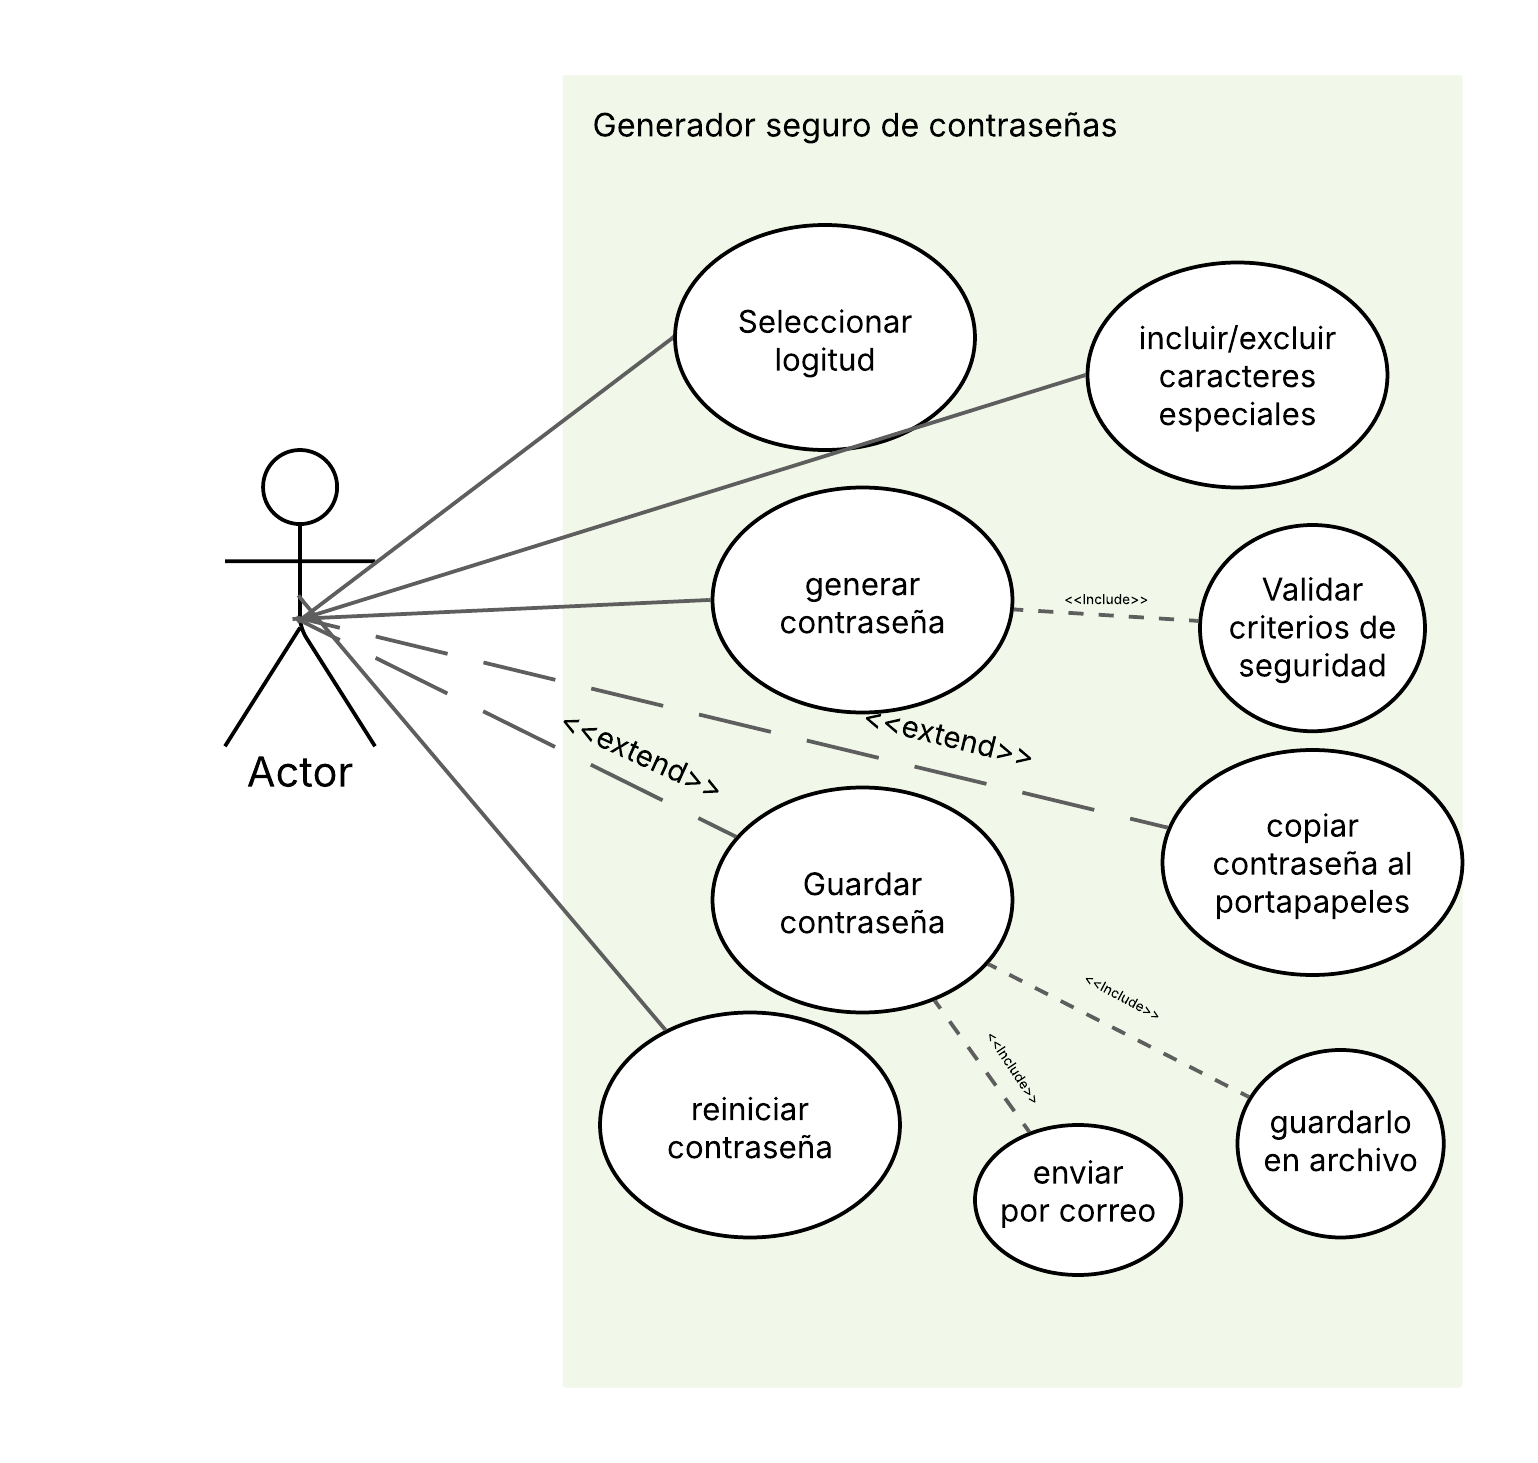 Generador seguro de contraseñas
Seleccionar
logitud
incluir/excluir
caracteres
especiales
generar
contraseña
<<Include>>
Validar
criterios de
seguridad
<<extend>>
<<extend>>
Actor
copiar
contraseña al
portapapeles
Guardar
contraseña
<<Include>>
<<Include>>
reiniciar
contraseña
enviar
por correo
guardarlo
en archivo